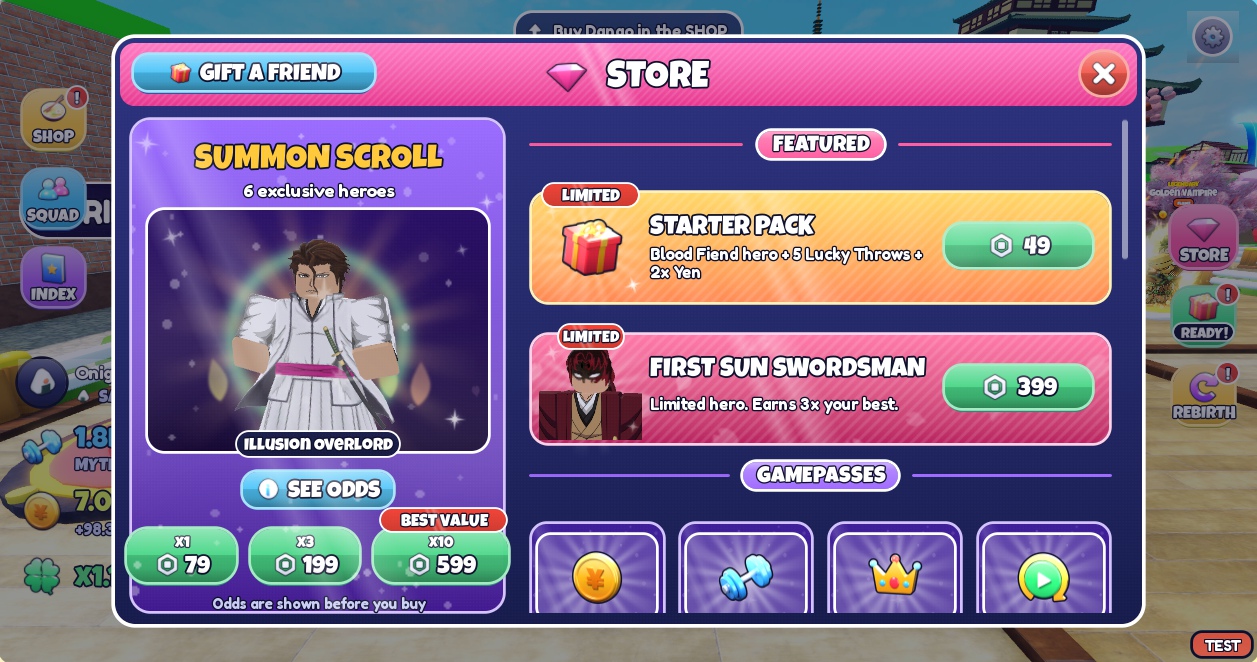 Buy Dango in the SHOP
GIFT A FRIEND
STORE
SUMMON SCROLL
6 exclusive heroes
Illusion Overlord
SEE ODDS
BEST VALUE
X1
79
X3
199
X10
599
Odds are shown before you buy
FEATURED
LIMITED
STARTER PACK
Blood Fiend hero + 5 Lucky Throws +
2x Yen
49
LIMITED
FIRST SUN SWORDSMAN
Limited hero. Earns 3x your best.
399
GAMEPASSES
SHOP
SQUAD
INDEX
Golden Vampire
STORE
READY!
REBIRTH
TEST